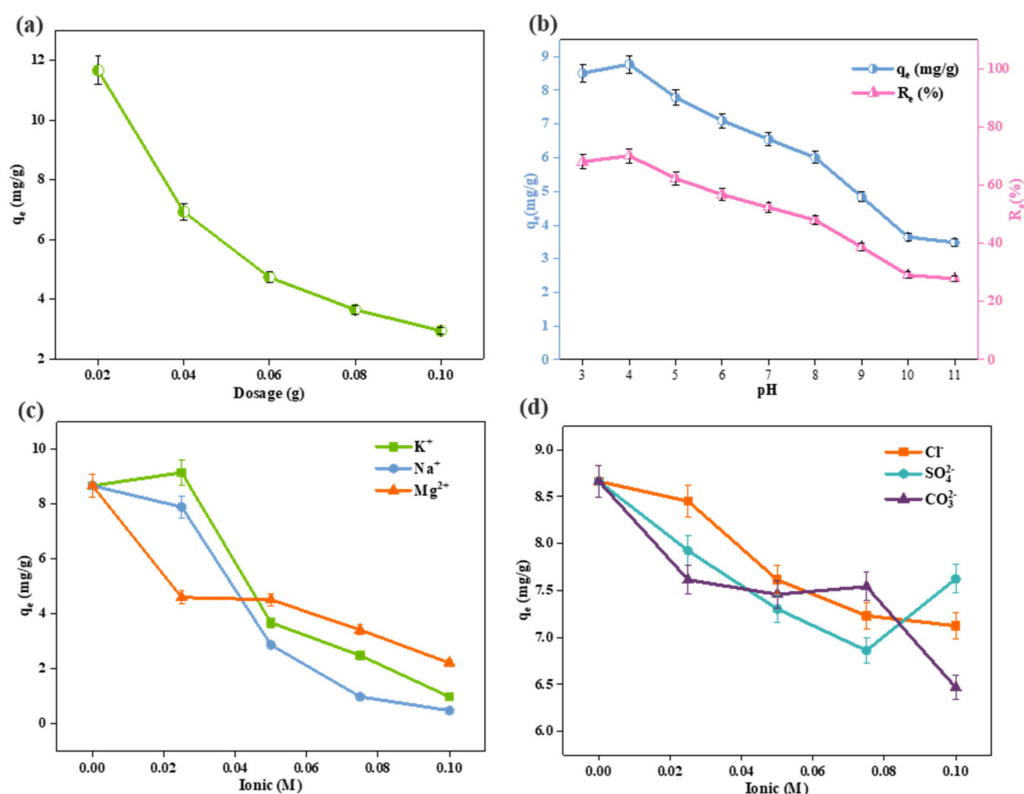 (a)
12
10
8
6
4
2
qₑ (mg/g)
0.02 0.04 0.06 0.08 0.10
Dosage (g)
(b)
qₑ (mg/g)
Rₑ (%)
9
8
7
6
5
4
3
2
1
0
qₑ(mg/g)
100
80
60
40
20
0
Rₑ(%)
3 4 5 6 7 8 9 10 11
pH
(c)
K⁺
Na⁺
Mg²⁺
10
8
6
4
2
0
qₑ (mg/g)
0.00 0.02 0.04 0.06 0.08 0.10
Ionic (M)
(d)
Cl⁻
SO₄²⁻
CO₃²⁻
9.0
8.5
8.0
7.5
7.0
6.5
6.0
qₑ (mg/g)
0.00 0.02 0.04 0.06 0.08 0.10
Ionic (M)